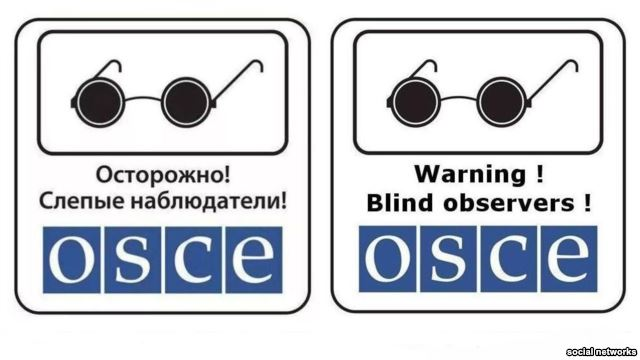 Осторожно!
Слепые наблюдатели!
osce
Warning !
Blind observers !
osce
social networks